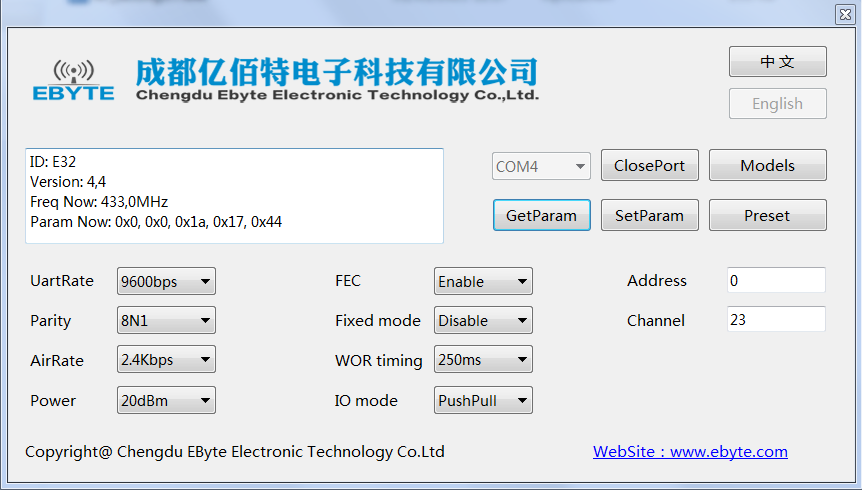 成都亿佰特电子科技有限公司
EBYTE
Chengdu Ebyte Electronic Technology Co.,Ltd.
中 文
English
ID: E32
Version: 4,4
Freq Now: 433,0MHz
Param Now: 0x0, 0x0, 0x1a, 0x17, 0x44
COM4 ClosePort Models
GetParam SetParam Preset
UartRate 9600bps FEC Enable Address 0
Parity 8N1 Fixed mode Disable Channel 23
AirRate 2.4Kbps WOR timing 250ms
Power 20dBm IO mode PushPull
Copyright@ Chengdu EByte Electronic Technology Co.Ltd WebSite : www.ebyte.com